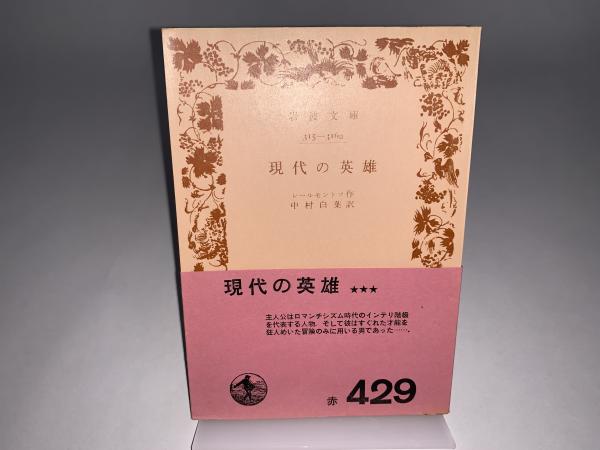 岩波文庫
現代の英雄
レールモントフ作
中村白葉訳
現代の英雄 ★★★
主人公はロマンチシズム時代のインテリ階級
を代表する人物。そして彼はすぐれた才能を
狂人めいた冒険のみに用いる男であった……。
赤 429